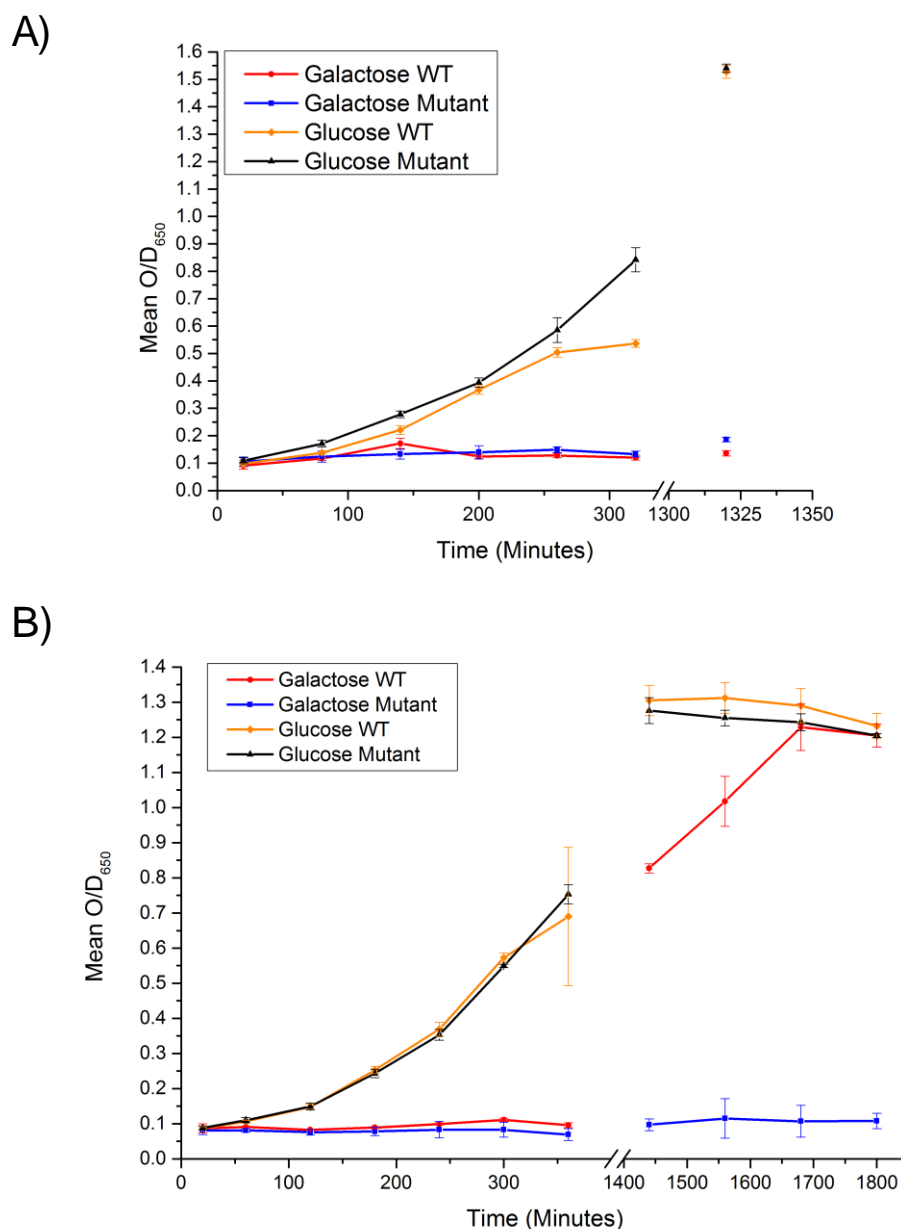 A)
1.6
1.5
1.4
1.3
1.2
1.1
1.0
0.9
0.8
0.7
0.6
0.5
0.4
0.3
0.2
0.1
0.0
Mean O/D650
Galactose WT
Galactose Mutant
Glucose WT
Glucose Mutant
0 100 200 300 1300 1325 1350
Time (Minutes)
B)
1.4
1.3
1.2
1.1
1.0
0.9
0.8
0.7
0.6
0.5
0.4
0.3
0.2
0.1
0.0
Mean O/D650
Galactose WT
Galactose Mutant
Glucose WT
Glucose Mutant
0 100 200 300 1400 1500 1600 1700 1800
Time (Minutes)